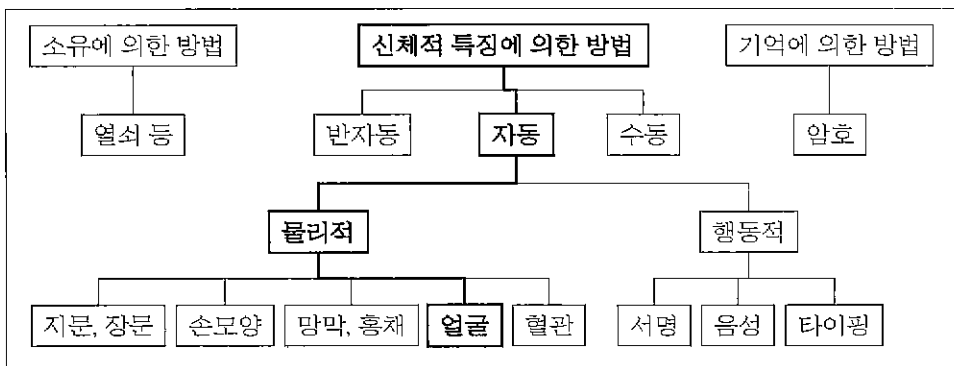 소유에 의한 방법
신체적 특징에 의한 방법
기억에 의한 방법
열쇠 등
반자동
자동
수동
암호
물리적
행동적
지문, 장문
손모양
망막, 홍채
얼굴
혈관
서명
음성
타이핑